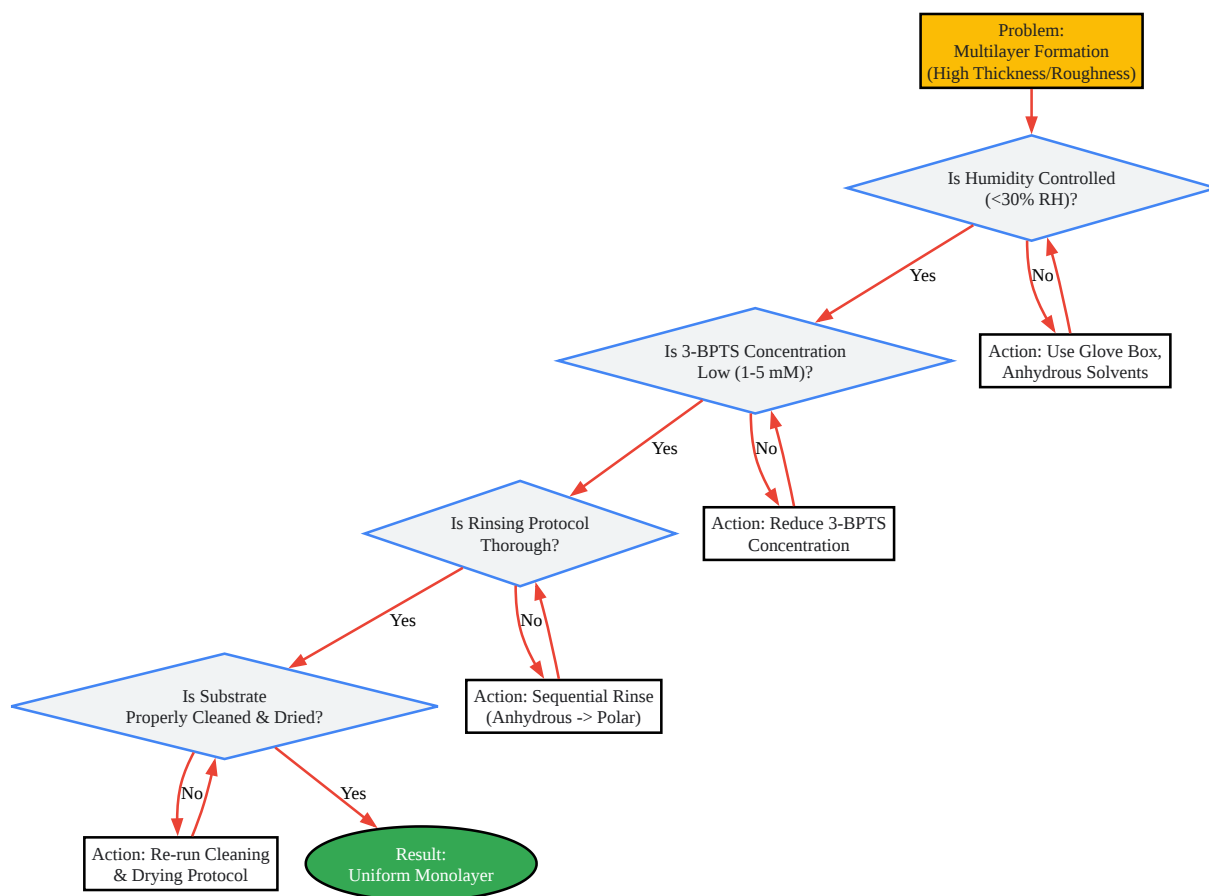 Problem:
Multilayer Formation
(High Thickness/Roughness)
Is Humidity Controlled
(<30% RH)?
Yes
No
Is 3-BPTS Concentration
Low (1-5 mM)?
Action: Use Glove Box,
Anhydrous Solvents
Yes
No
Is Rinsing Protocol
Thorough?
Action: Reduce 3-BPTS
Concentration
Yes
No
Is Substrate
Properly Cleaned & Dried?
Action: Sequential Rinse
(Anhydrous -> Polar)
No
Yes
Action: Re-run Cleaning
& Drying Protocol
Result:
Uniform Monolayer